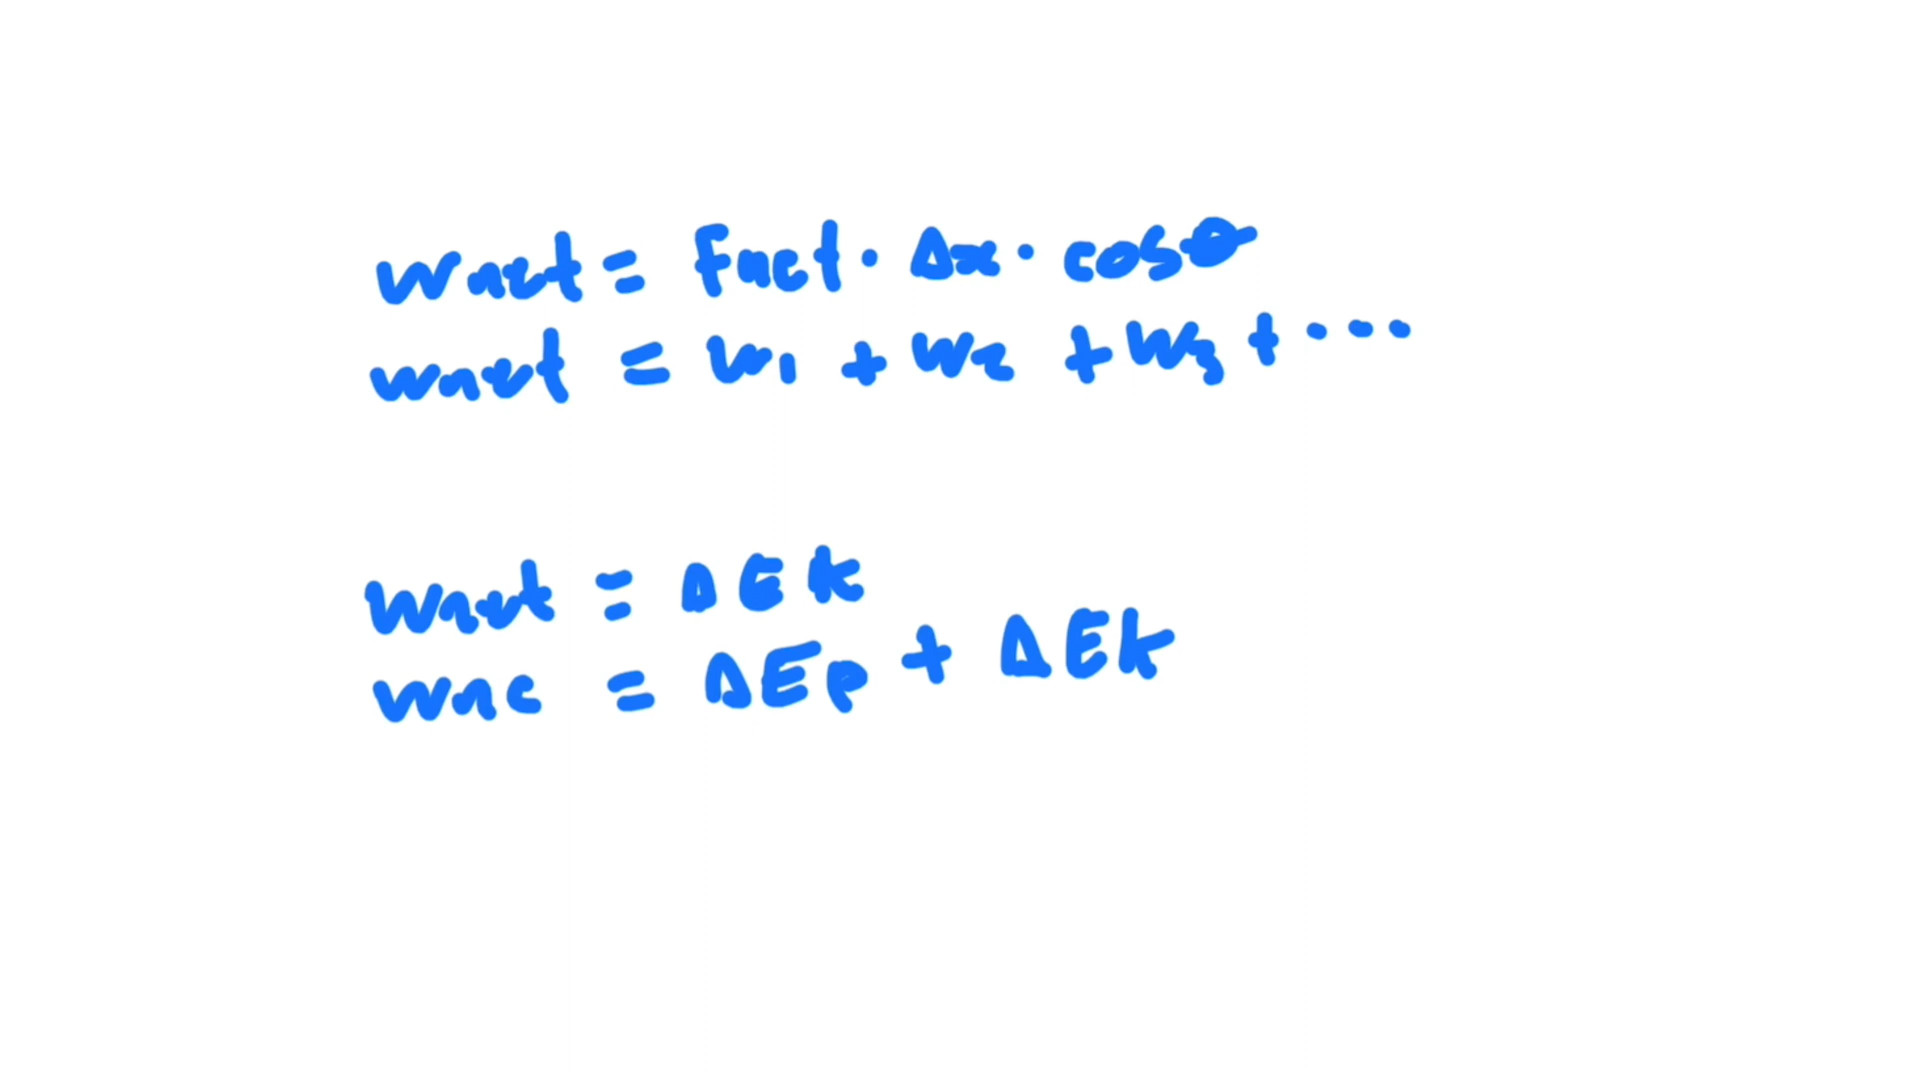 Wnet = Fnet · Δx · cosθ
Wnet = W1 + W2 + W3 + ...
Wnet = ΔEk
Wnc = ΔEp + ΔEk